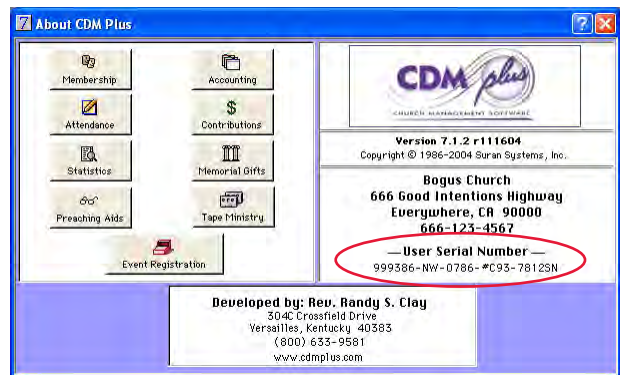 About CDM Plus
Membership
Accounting
Attendance
Contributions
Statistics
Memorial Gifts
Preaching Aids
Tape Ministry
Event Registration
CDM plus
CHURCH MANAGEMENT SOFTWARE
Version 7.1.2 r111604
Copyright © 1986-2004 Suran Systems, Inc.
Bogus Church
666 Good Intentions Highway
Everywhere, CA 90000
666-123-4567
—User Serial Number—
999386-NW-0786-#C93-7812SN
Developed by: Rev. Randy S. Clay
304C Crossfield Drive
Versailles, Kentucky 40383
(800) 633-9581
www.cdmplus.com